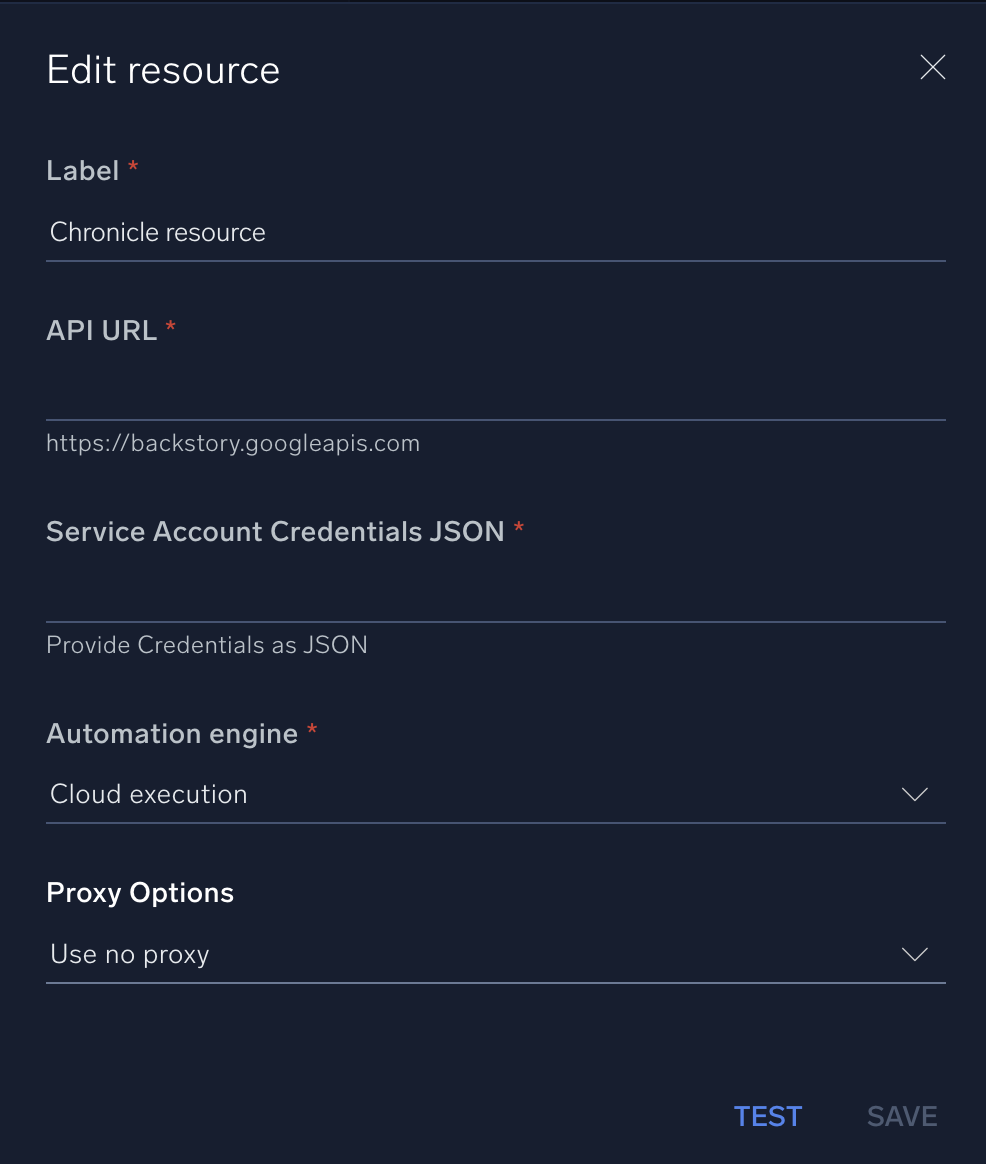 Edit resource
Label *
Chronicle resource
API URL *
https://backstory.googleapis.com
Service Account Credentials JSON *
Provide Credentials as JSON
Automation engine *
Cloud execution
Proxy Options
Use no proxy
TEST SAVE